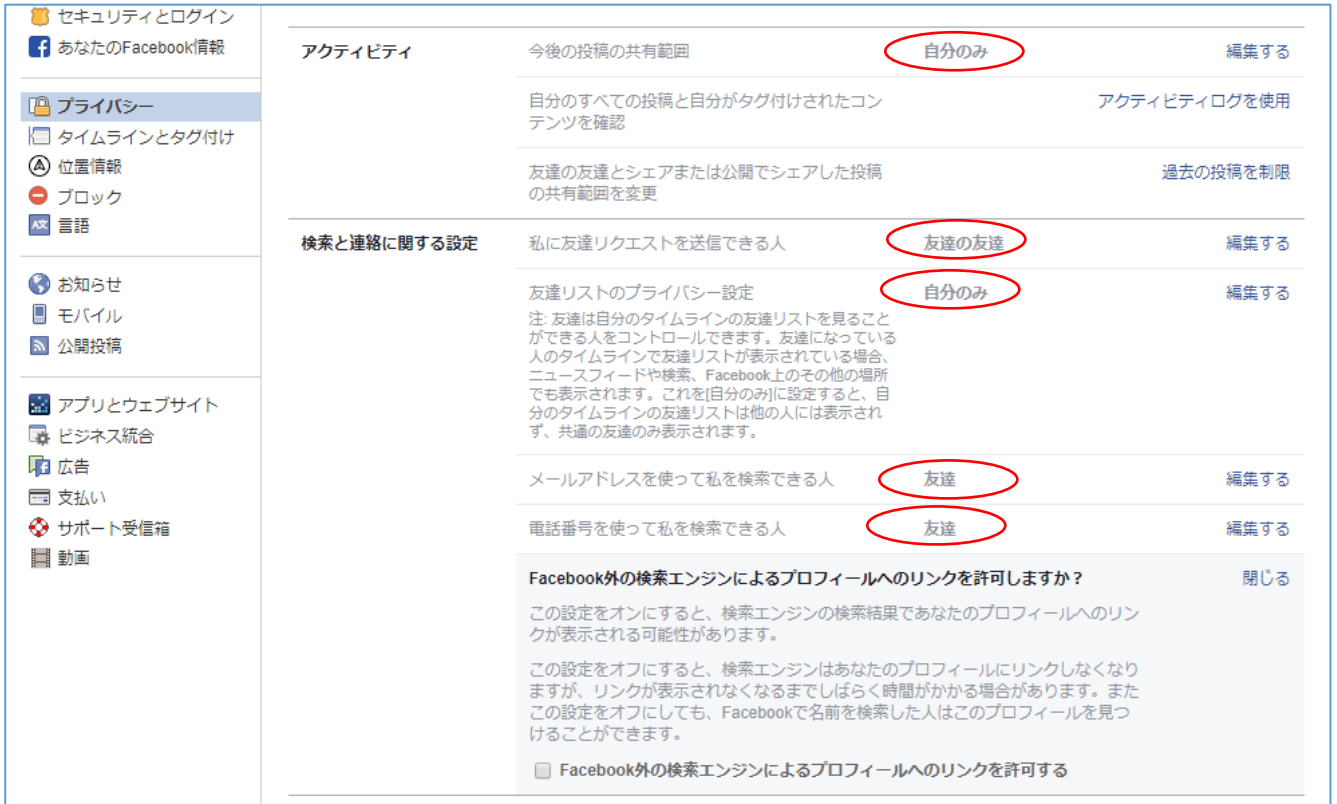 セキュリティとログイン
あなたのFacebook情報
プライバシー
タイムラインとタグ付け
位置情報
ブロック
言語
お知らせ
モバイル
公開投稿
アプリとウェブサイト
ビジネス統合
広告
支払い
サポート受信箱
動画
アクティビティ
今後の投稿の共有範囲
自分のみ
編集する
自分のすべての投稿と自分がタグ付けされたコン
テンツを確認
アクティビティログを使用
友達の友達とシェアまたは公開でシェアした投稿
の共有範囲を変更
過去の投稿を制限
検索と連絡に関する設定
私に友達リクエストを送信できる人
友達の友達
編集する
友達リストのプライバシー設定
自分のみ
編集する
注: 友達は自分のタイムラインの友達リストを見ること
ができる人をコントロールできます。友達になっている
人のタイムラインで友達リストが表示されている場合、
ニュースフィードや検索、Facebook上のその他の場所
でも表示されます。これを[自分のみ]に設定すると、自
分のタイムラインの友達リストは他の人には表示され
ず、共通の友達のみ表示されます。
メールアドレスを使って私を検索できる人
友達
編集する
電話番号を使って私を検索できる人
友達
編集する
Facebook外の検索エンジンによるプロフィールへのリンクを許可しますか？
閉じる
この設定をオンにすると、検索エンジンの検索結果であなたのプロフィールへのリン
クが表示される可能性があります。
この設定をオフにすると、検索エンジンはあなたのプロフィールにリンクしなくなり
ますが、リンクが表示されなくなるまでしばらく時間がかかる場合があります。また
この設定をオフにしても、Facebookで名前を検索した人はこのプロフィールを見つ
けることができます。
Facebook外の検索エンジンによるプロフィールへのリンクを許可する